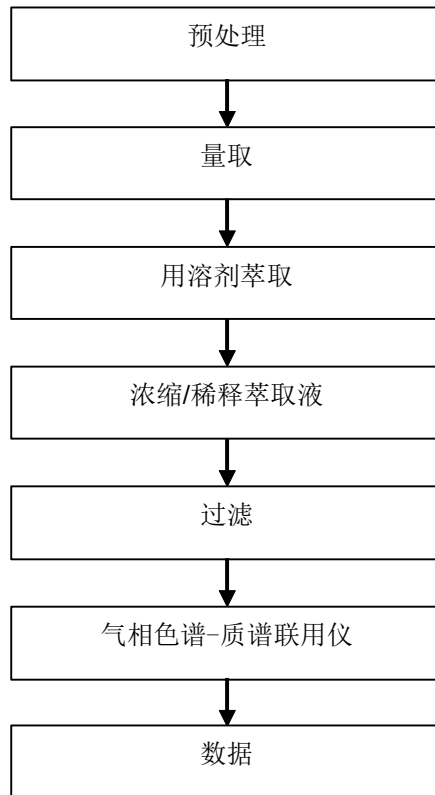 预处理
量取
用溶剂萃取
浓缩/稀释萃取液
过滤
气相色谱-质谱联用仪
数据